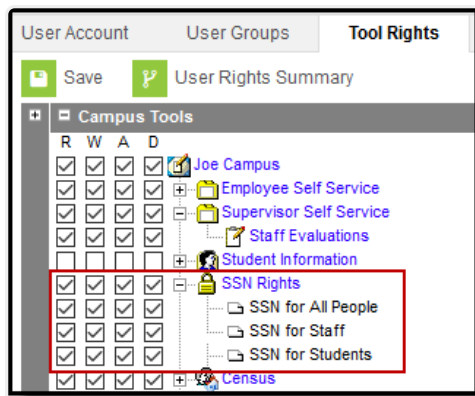 User Account User Groups Tool Rights
Save User Rights Summary
Campus Tools
R W A D
Joe Campus
Employee Self Service
Supervisor Self Service
Staff Evaluations
Student Information
SSN Rights
SSN for All People
SSN for Staff
SSN for Students
Census